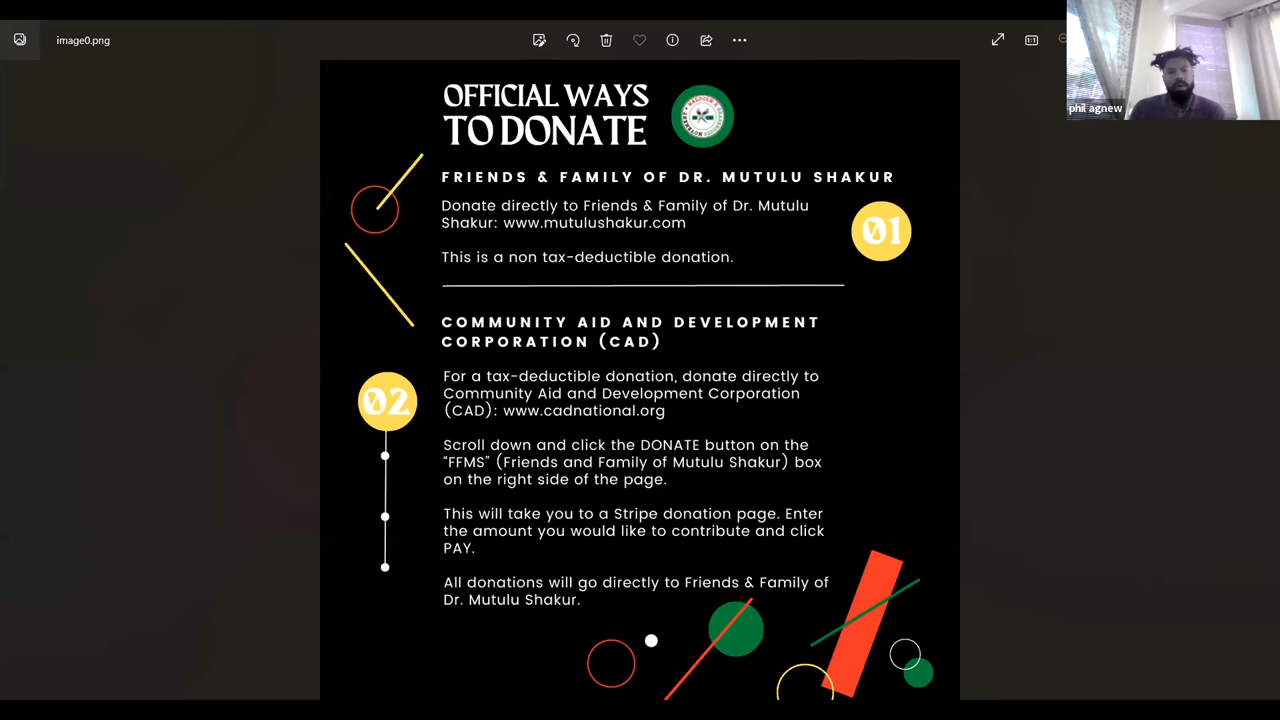 image0.png
phil agnew
OFFICIAL WAYS
TO DONATE
FRIENDS & FAMILY OF DR. MUTULU SHAKUR
Donate directly to Friends & Family of Dr. Mutulu
Shakur: www.mutulushakur.com
01
This is a non tax-deductible donation.
COMMUNITY AID AND DEVELOPMENT
CORPORATION (CAD)
02
For a tax-deductible donation, donate directly to
Community Aid and Development Corporation
(CAD): www.cadnational.org
Scroll down and click the DONATE button on the
"FFMS" (Friends and Family of Mutulu Shakur) box
on the right side of the page.
This will take you to a Stripe donation page. Enter
the amount you would like to contribute and click
PAY.
All donations will go directly to Friends & Family of
Dr. Mutulu Shakur.